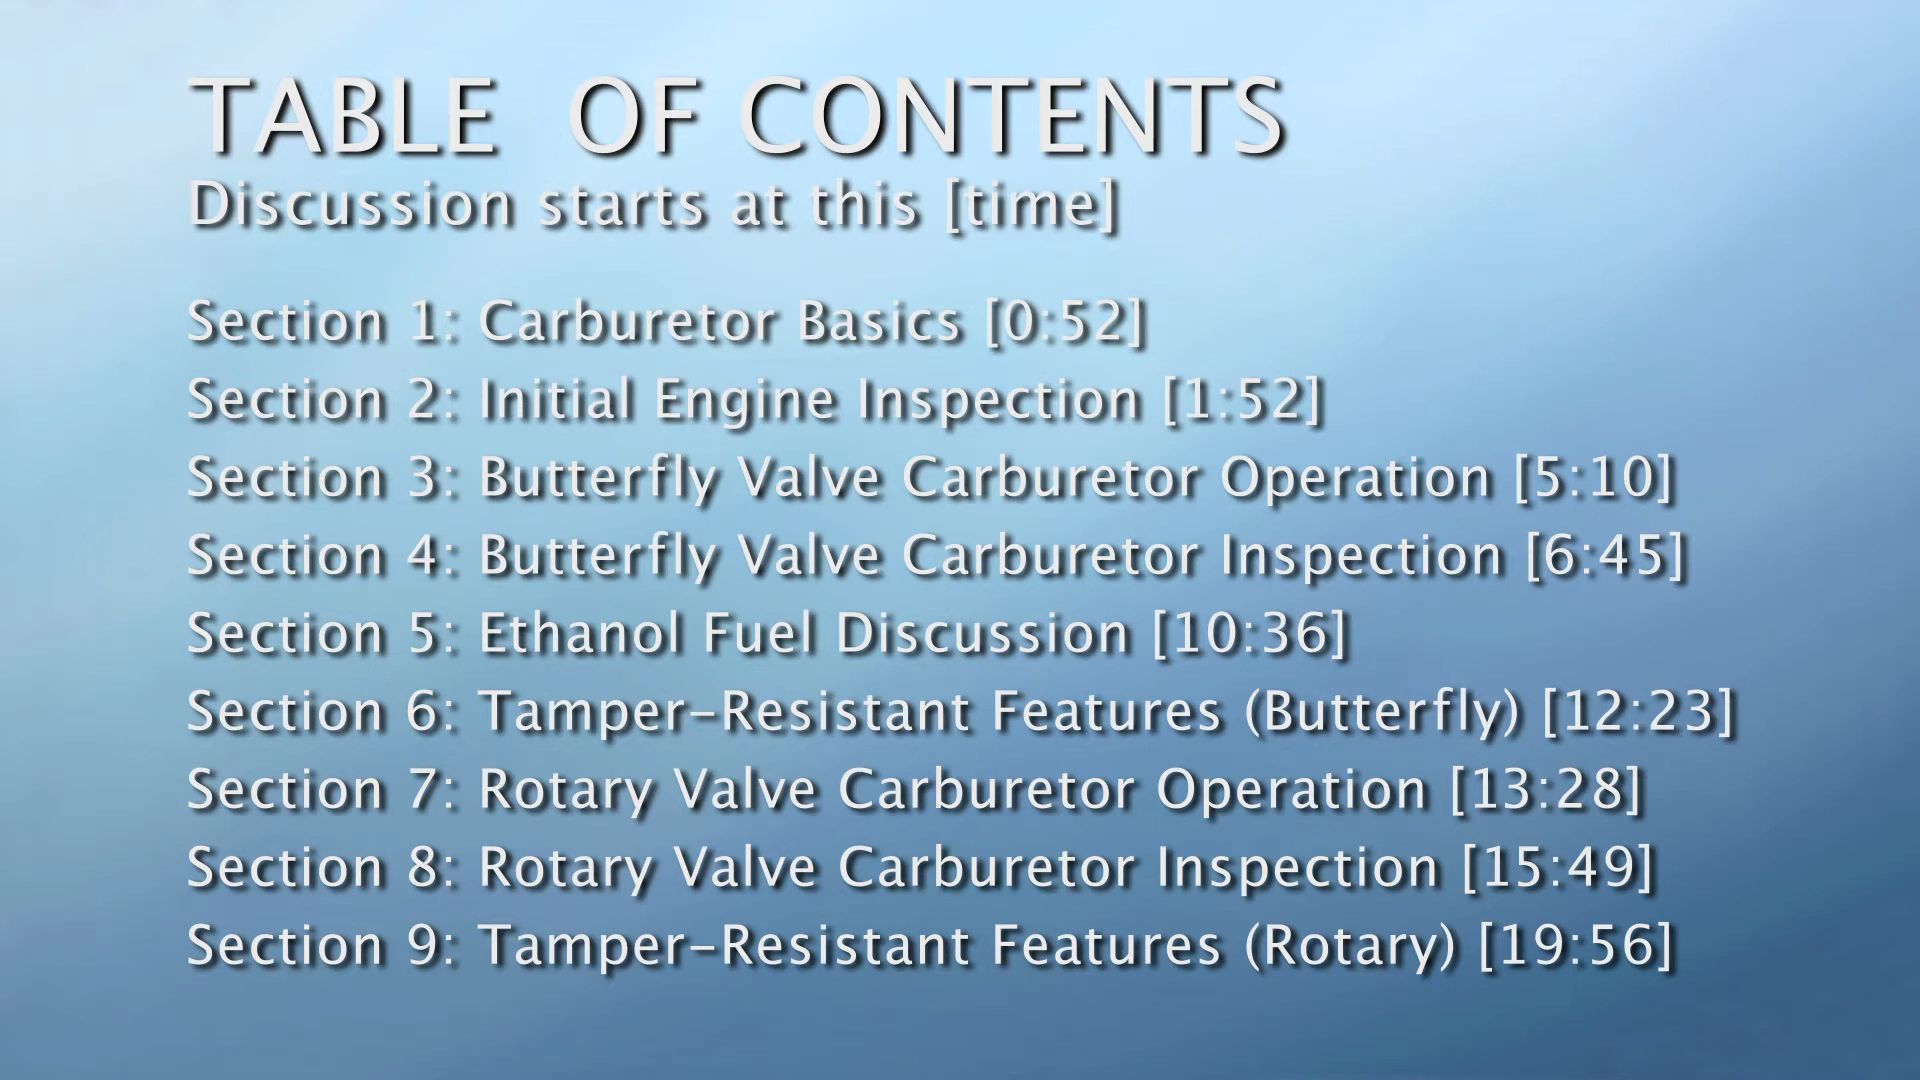 TABLE OF CONTENTS
Discussion starts at this [time]
Section 1: Carburetor Basics [0:52]
Section 2: Initial Engine Inspection [1:52]
Section 3: Butterfly Valve Carburetor Operation [5:10]
Section 4: Butterfly Valve Carburetor Inspection [6:45]
Section 5: Ethanol Fuel Discussion [10:36]
Section 6: Tamper-Resistant Features (Butterfly) [12:23]
Section 7: Rotary Valve Carburetor Operation [13:28]
Section 8: Rotary Valve Carburetor Inspection [15:49]
Section 9: Tamper-Resistant Features (Rotary) [19:56]